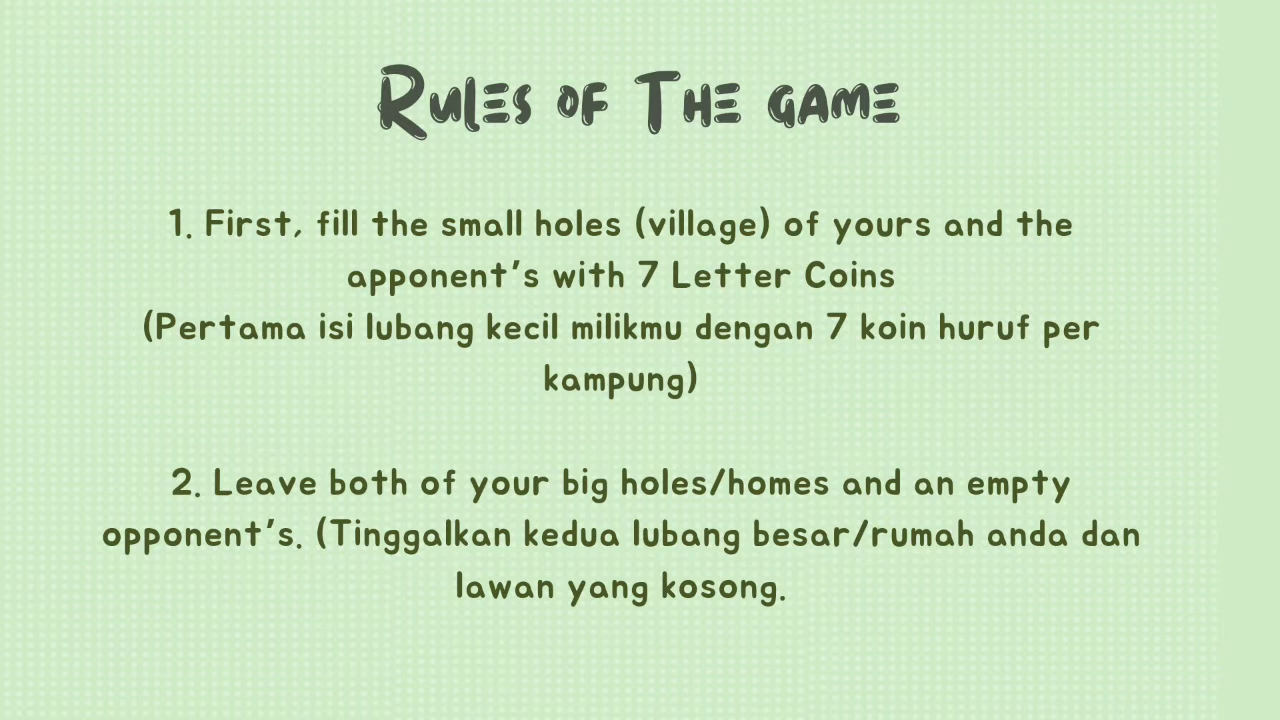 Rules of The game
1. First, fill the small holes (village) of yours and the
apponent's with 7 Letter Coins
(Pertama isi lubang kecil milikmu dengan 7 koin huruf per
kampung)
2. Leave both of your big holes/homes and an empty
opponent's. (Tinggalkan kedua lubang besar/rumah anda dan
lawan yang kosong.